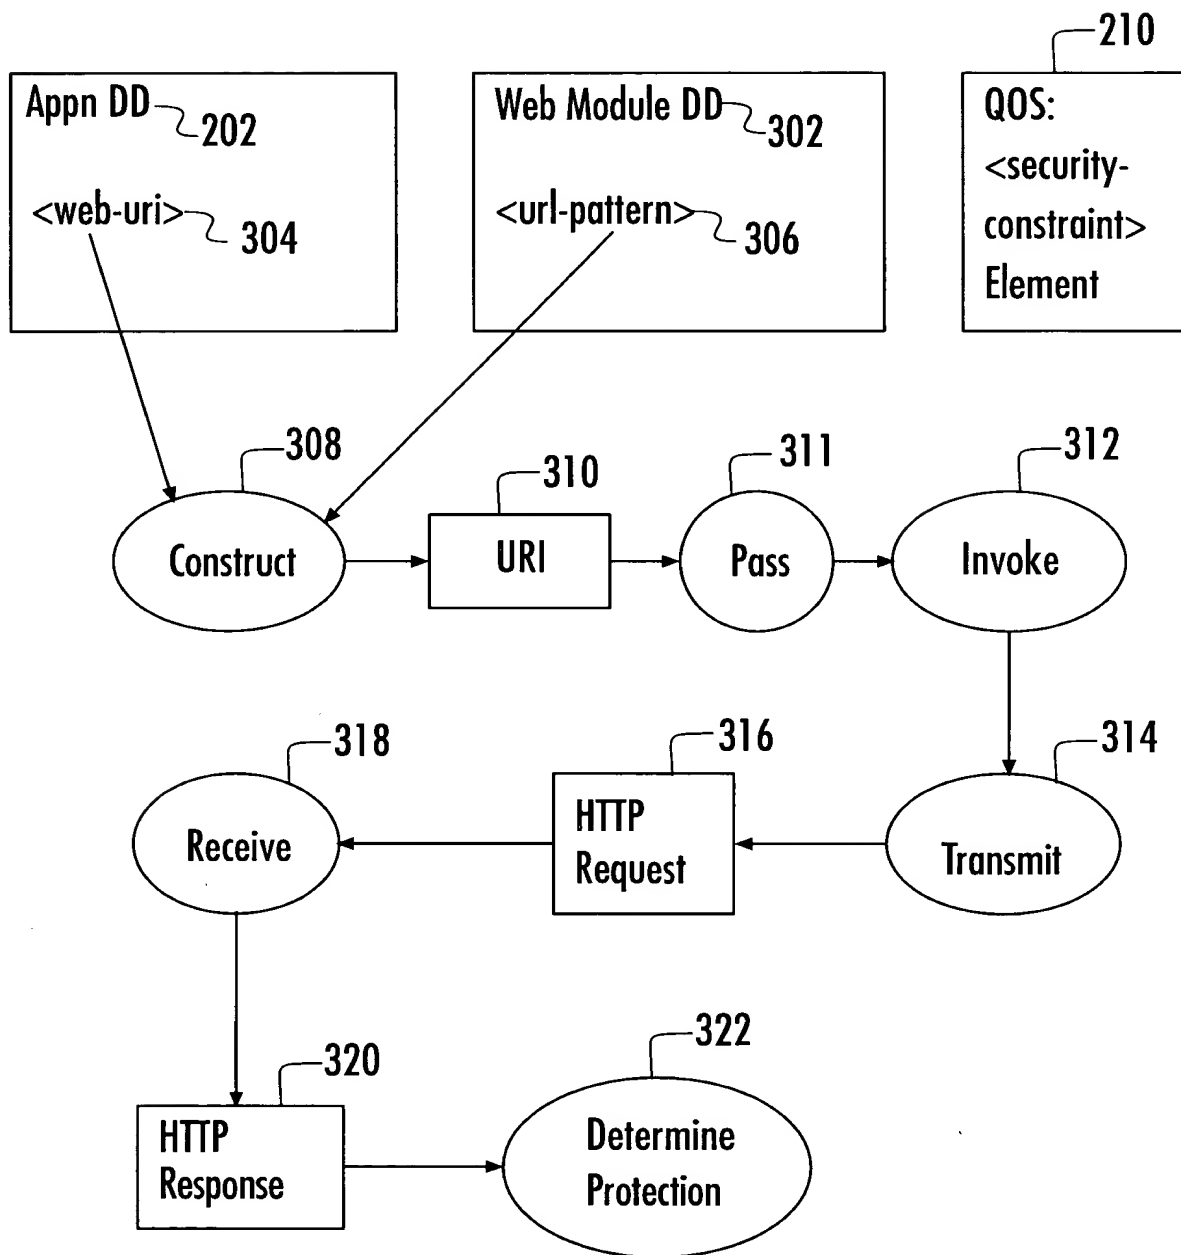 210
Appn DD
202
<web-uri>
304
Web Module DD
302
<url-pattern>
306
QOS:
<security-
constraint>
Element
308
Construct
310
URI
311
Pass
312
Invoke
318
Receive
316
HTTP
Request
314
Transmit
320
HTTP
Response
322
Determine
Protection